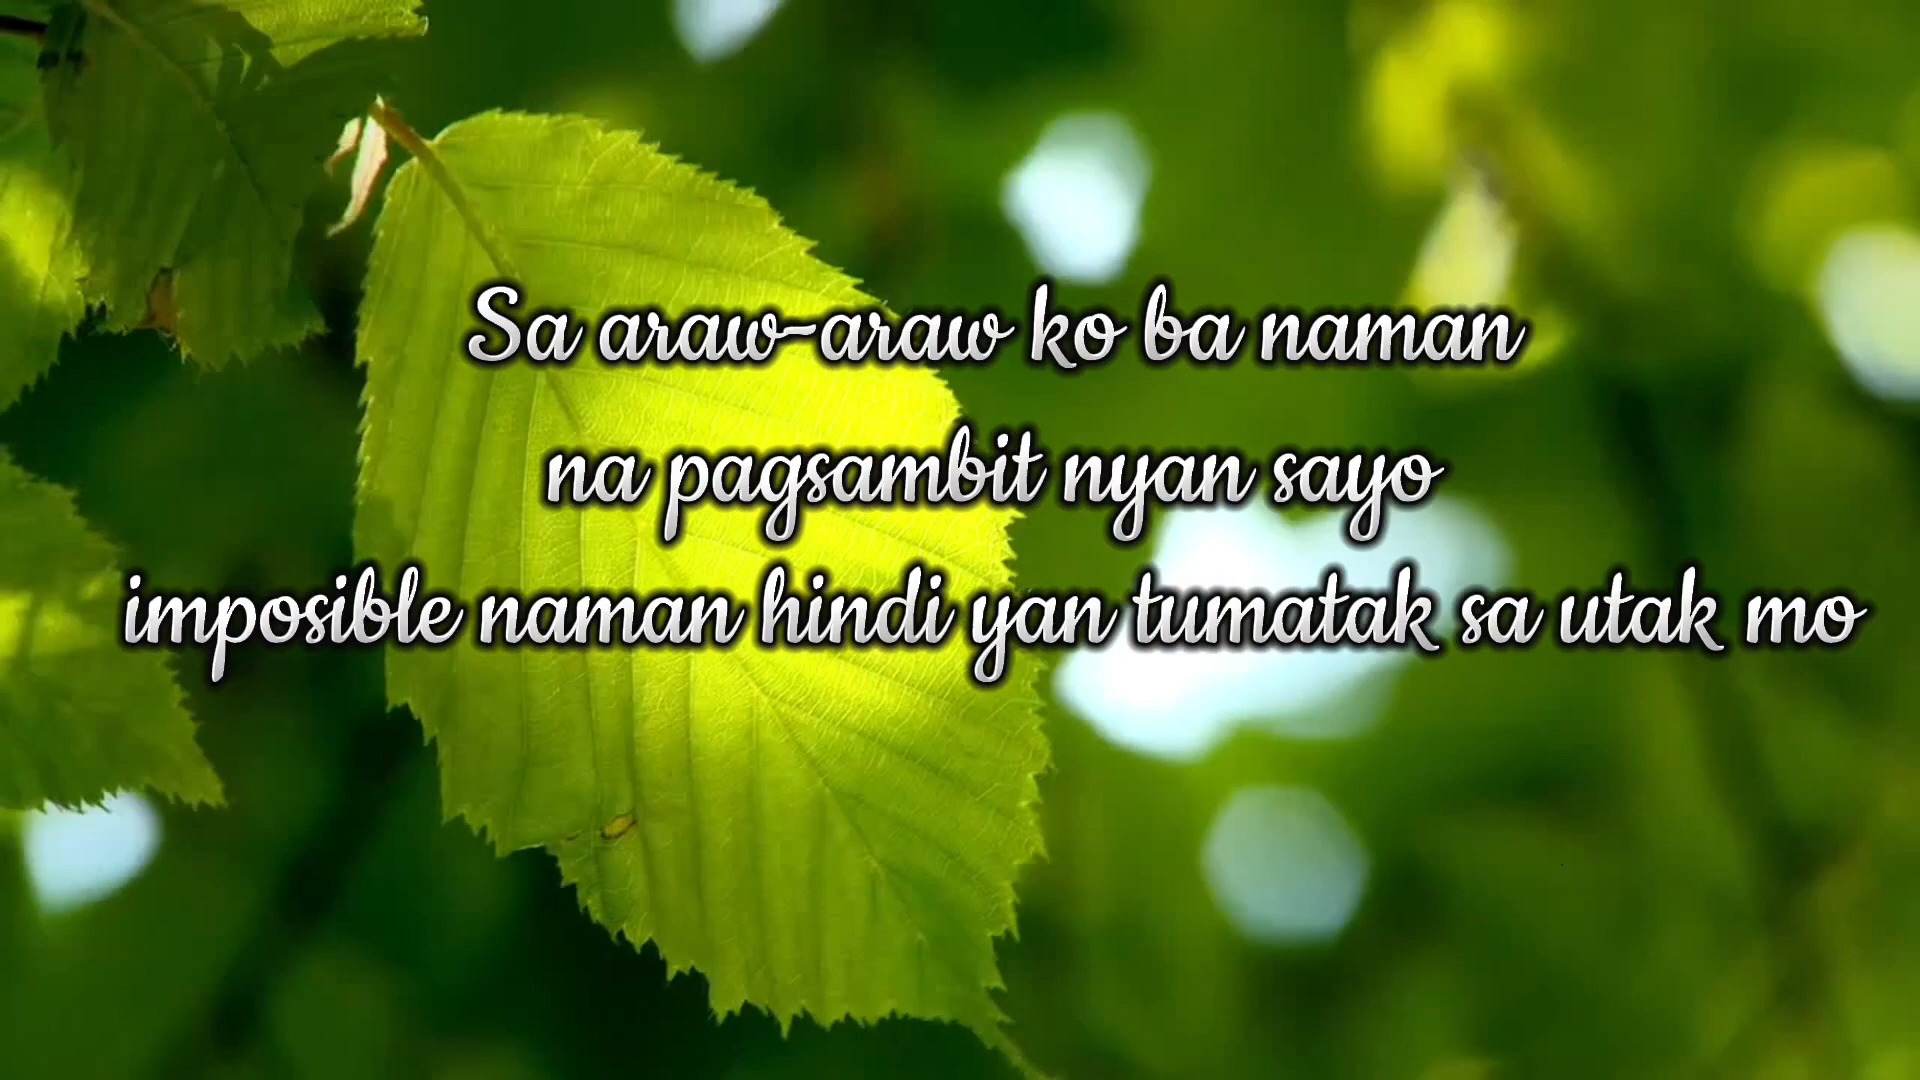 Sa araw-araw ko ba naman
na pagsambit nyan sayo
imposible naman hindi yan tumatak sa utak mo